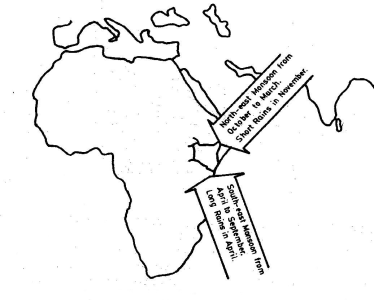 North-east Monsoon from
October to March.
Short Rains in November.
South-east Monsoon from
April to September.
Long Rains in April.